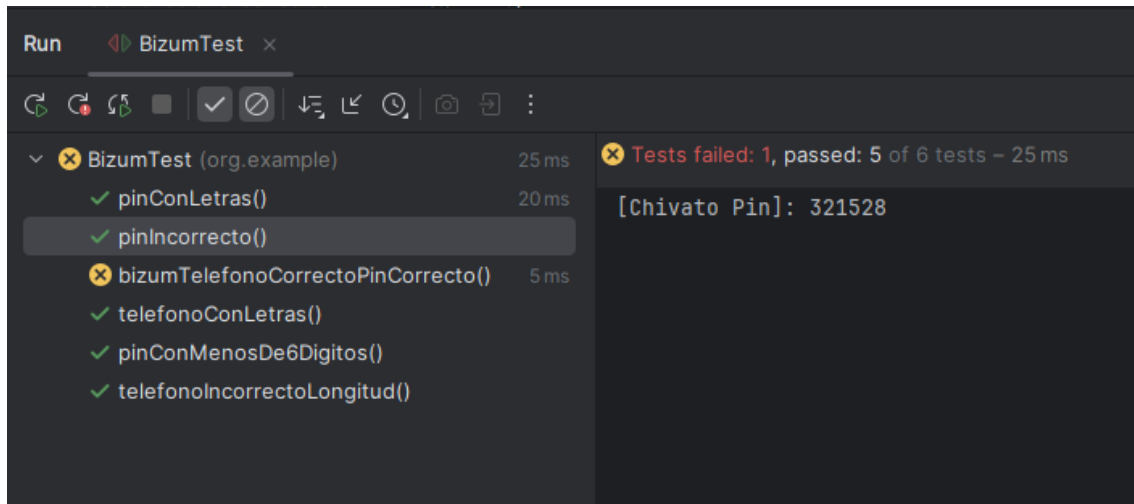 Run BizumTest
BizumTest (org.example) 25 ms
Tests failed: 1, passed: 5 of 6 tests – 25 ms
pinConLetras() 20 ms
[Chivato Pin]: 321528
pinIncorrecto()
bizumTelefonoCorrectoPinCorrecto() 5 ms
telefonoConLetras()
pinConMenosDe6Digitos()
telefonoIncorrectoLongitud()